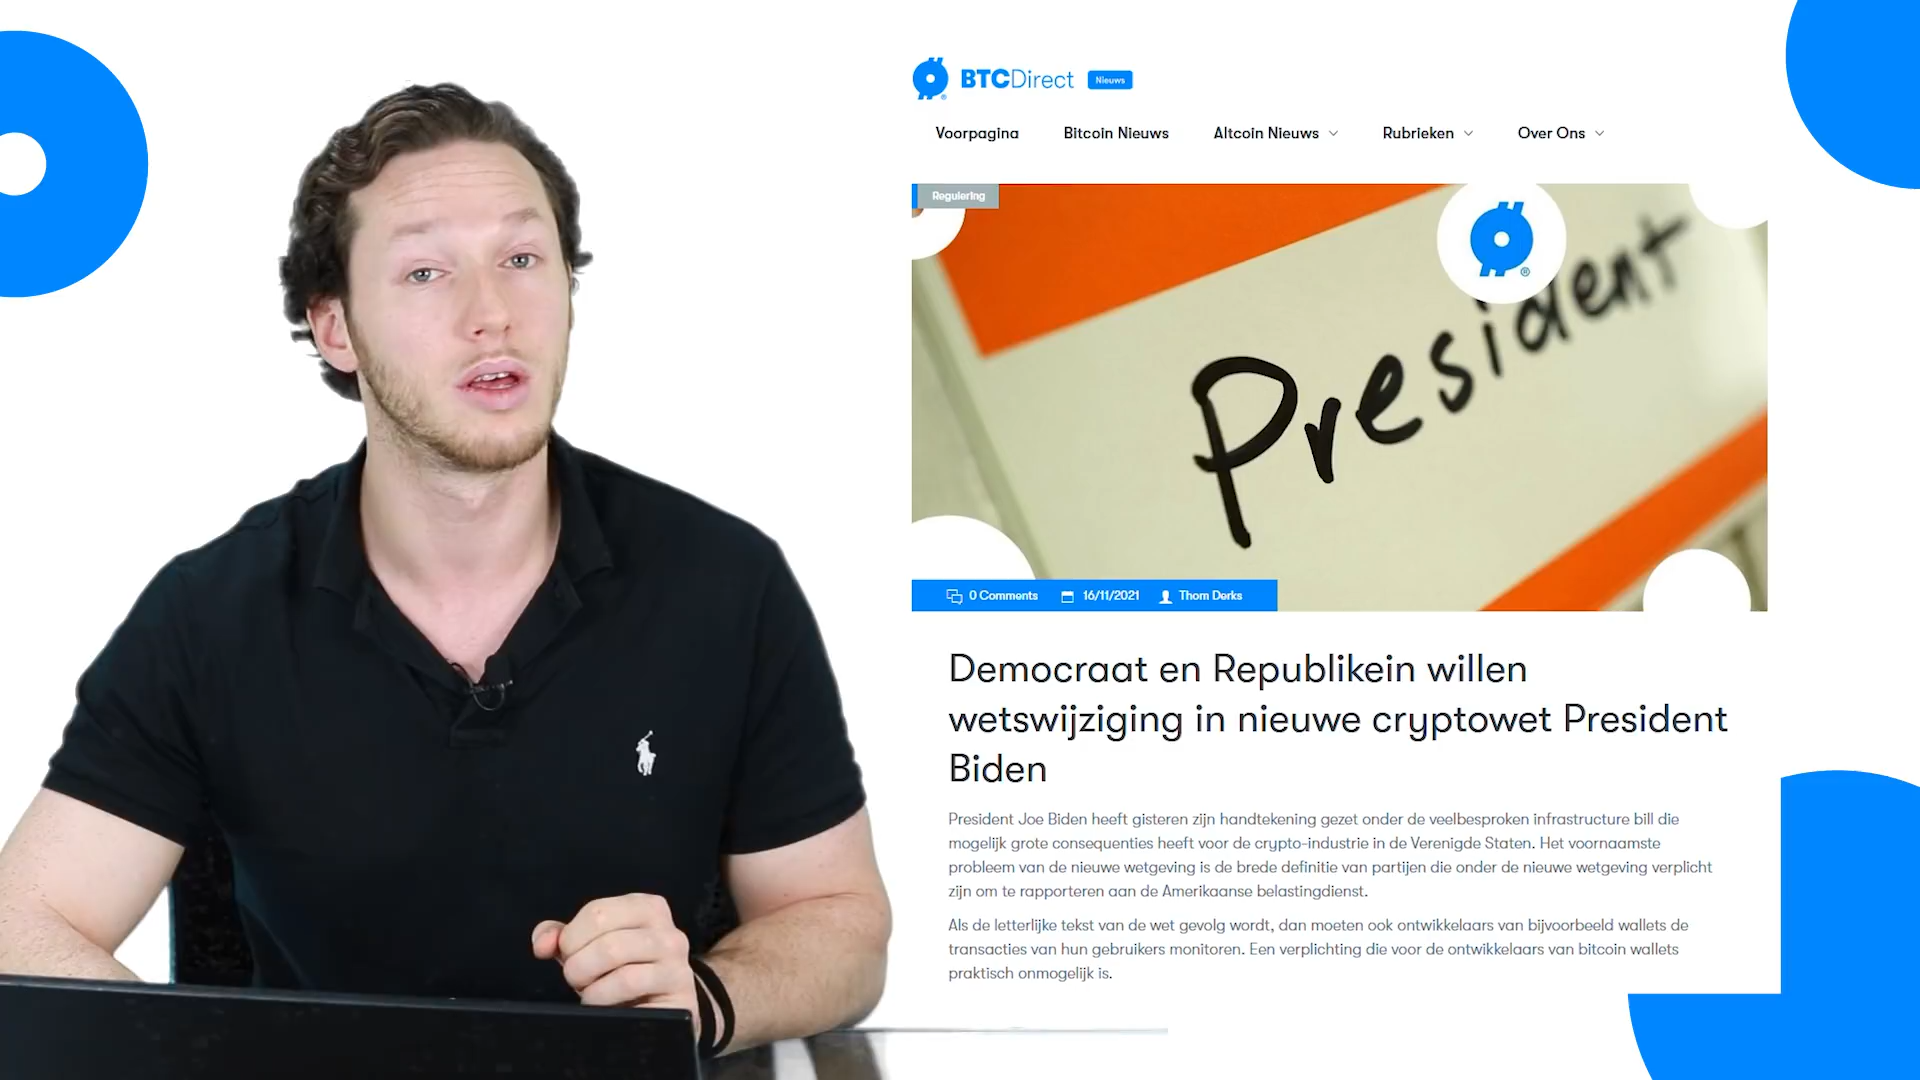 BTCDirect Nieuws
Voorpagina Bitcoin Nieuws Altcoin Nieuws Rubrieken Over Ons
Regulering
President
0 Comments 16/11/2021 Thom Derks
Democraat en Republikein willen
wetswijziging in nieuwe cryptowet President
Biden
President Joe Biden heeft gisteren zijn handtekening gezet onder de veelbesproken infrastructure bill die
mogelijk grote consequenties heeft voor de crypto-industrie in de Verenigde Staten. Het voornaamste
probleem van de nieuwe wetgeving is de brede definitie van partijen die onder de nieuwe wetgeving verplicht
zijn om te rapporteren aan de Amerikaanse belastingdienst.
Als de letterlijke tekst van de wet gevolg wordt, dan moeten ook ontwikkelaars van bijvoorbeeld wallets de
transacties van hun gebruikers monitoren. Een verplichting die voor de ontwikkelaars van bitcoin wallets
praktisch onmogelijk is.